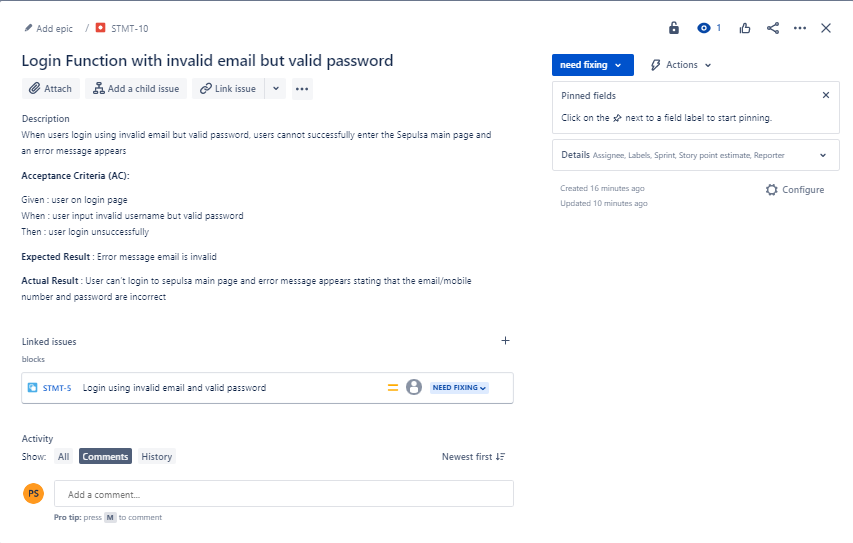 Add epic / STMT-10
1
Login Function with invalid email but valid password
Attach Add a child issue Link issue
need fixing Actions
Pinned fields
Click on the next to a field label to start pinning.
Details Assignee, Labels, Sprint, Story point estimate, Reporter
Created 16 minutes ago
Updated 10 minutes ago
Configure
Description
When users login using invalid email but valid password, users cannot successfully enter the Sepulsa main page and
an error message appears
Acceptance Criteria (AC):
Given : user on login page
When : user input invalid username but valid password
Then : user login unsuccessfully
Expected Result : Error message email is invalid
Actual Result : User can't login to sepulsa main page and error message appears stating that the email/mobile
number and password are incorrect
Linked issues
blocks
STMT-5 Login using invalid email and valid password NEED FIXING
Activity
Show: All Comments History Newest first
PS Add a comment...
Pro tip: press M to comment